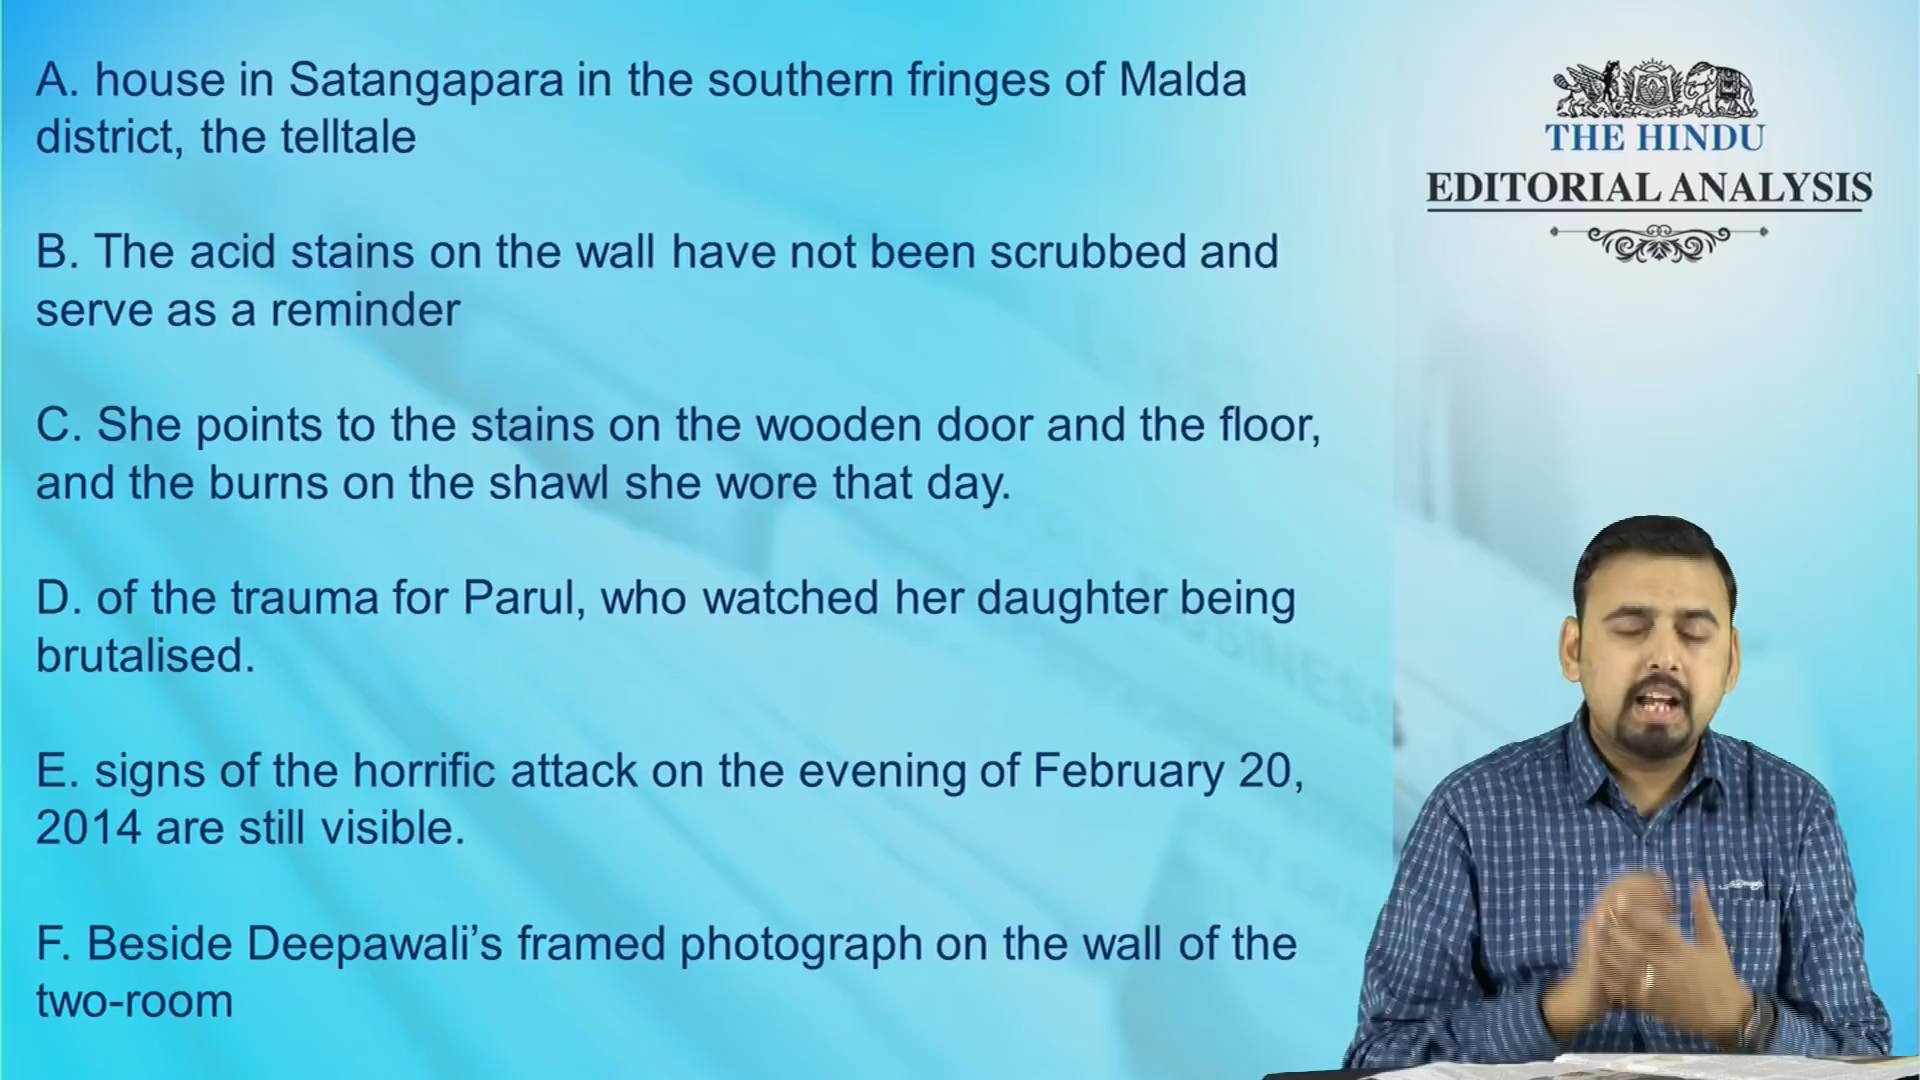 A. house in Satangapara in the southern fringes of Malda
district, the telltale
B. The acid stains on the wall have not been scrubbed and
serve as a reminder
C. She points to the stains on the wooden door and the floor,
and the burns on the shawl she wore that day.
D. of the trauma for Parul, who watched her daughter being
brutalised.
E. signs of the horrific attack on the evening of February 20,
2014 are still visible.
F. Beside Deepawali’s framed photograph on the wall of the
two-room
THE HINDU
EDITORIAL ANALYSIS
BUSINESS